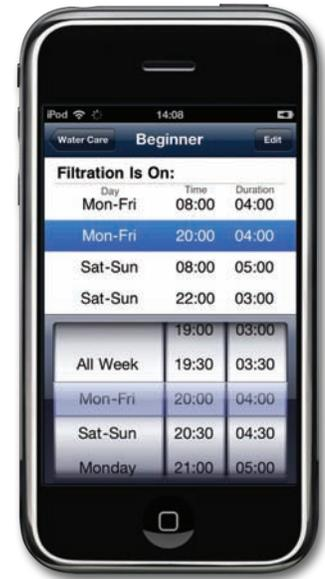 iPod 14:08
Water Care Beginner Edit
Filtration Is On:
Day Time Duration
Mon-Fri 08:00 04:00
Mon-Fri 20:00 04:00
Sat-Sun 08:00 05:00
Sat-Sun 22:00 03:00
19:00 03:00
All Week 19:30 03:30
Mon-Fri 20:00 04:00
Sat-Sun 20:30 04:30
Monday 21:00 05:00